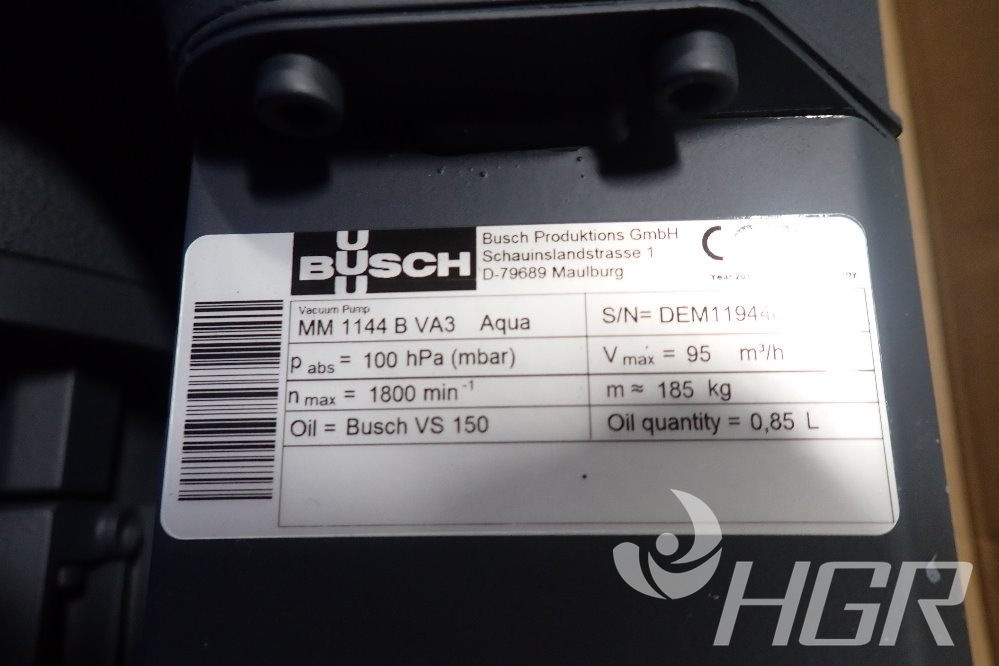 BUSCH
Busch Produktions GmbH
Schauinslandstrasse 1
D-79689 Maulburg
Vacuum Pump
MM 1144 B VA3 Aqua
S/N=
p abs = 100 hPa (mbar)
V max = 95 m³/h
n max = 1800 min⁻¹
m ≈ 185 kg
Oil = Busch VS 150
Oil quantity = 0,85 L
HGR